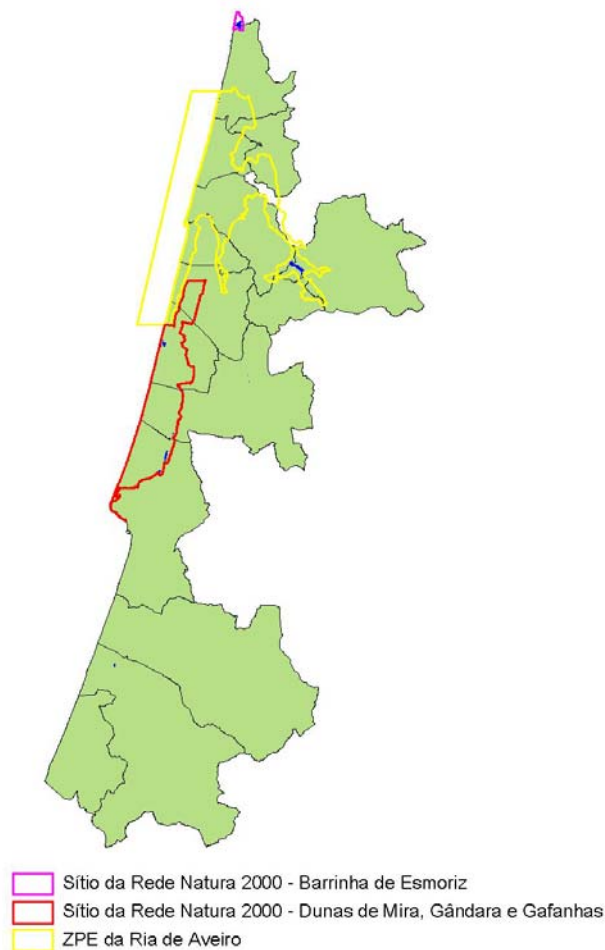 Sítio da Rede Natura 2000 - Barrinha de Esmoriz
Sítio da Rede Natura 2000 - Dunas de Mira, Gândara e Gafanhas
ZPE da Ria de Aveiro